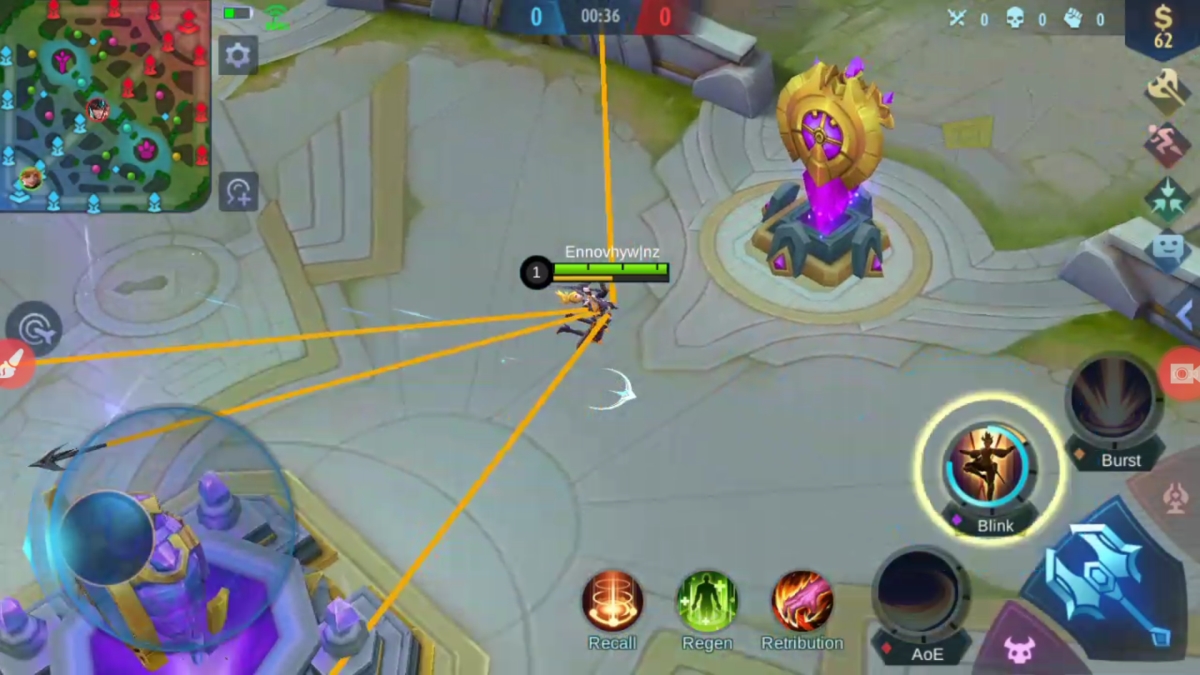 0 00:36 0
0 0 0
$
62
Ennovhyw|nz
1
Burst
Blink
Recall Regen Retribution
AoE